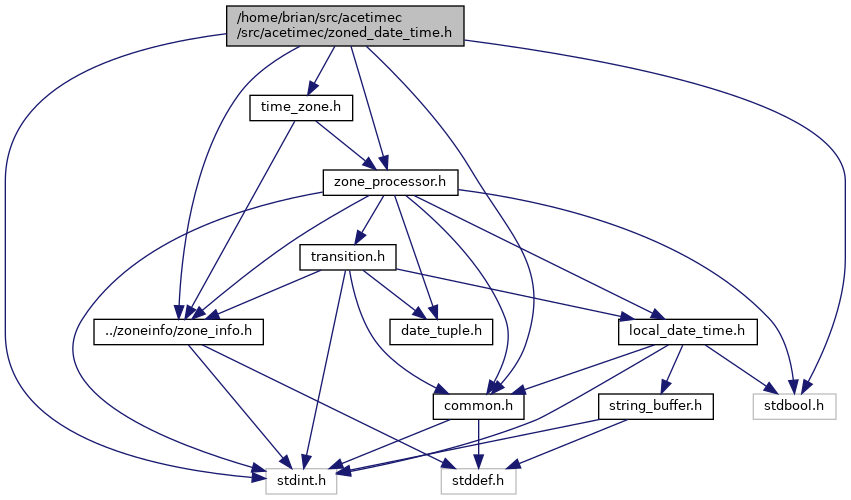 /home/brian/src/acetimec
/src/acetimec/zoned_date_time.h
time_zone.h
zone_processor.h
transition.h
../zoneinfo/zone_info.h
date_tuple.h
local_date_time.h
common.h
string_buffer.h
stdbool.h
stdint.h
stddef.h